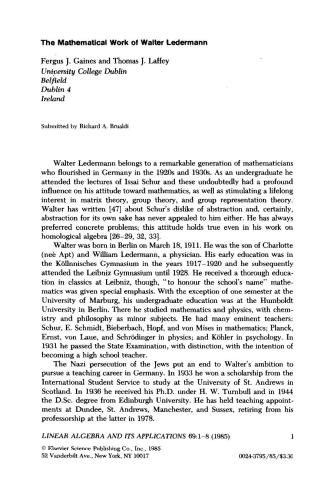 The Mathematical Work of Walter Ledermann
Fergus J. Gaines and Thomas J. Laffey
University College Dublin
Belfield
Dublin 4
Ireland
Submitted by Richard A. Brualdi
Walter Ledermann belongs to a remarkable generation of mathematicians
who flourished in Germany in the 1920s and 1930s. As an undergraduate he
attended the lectures of Issai Schur and these undoubtedly had a profound
influence on his attitude toward mathematics, as well as stimulating a lifelong
interest in matrix theory, group theory, and group representation theory.
Walter has written [47] about Schur's dislike of abstraction and, certainly,
abstraction for its own sake has never appealed to him either. He has always
preferred concrete problems; this attitude holds true even in his work on
homological algebra [26–29, 32, 33].
Walter was born in Berlin on March 18, 1911. He was the son of Charlotte
(neè Apt) and William Ledermann, a physician. His early education was in
the Köllnisches Gymnasium in the years 1917–1920 and he subsequently
attended the Leibniz Gymnasium until 1928. He received a thorough educa-
tion in classics at Leibniz, though, "to honour the school's name" mathe-
matics was given special emphasis. With the exception of one semester at the
University of Marburg, his undergraduate education was at the Humboldt
University in Berlin. There he studied mathematics and physics, with chem-
istry and philosophy as minor subjects. He had many eminent teachers:
Schur, E. Schmidt, Bieberbach, Hopf, and von Mises in mathematics; Planck,
Ernst, von Laue, and Schrödinger in physics; and Köhler in psychology. In
1931 he passed the State Examination, with distinction, with the intention of
becoming a high school teacher.
The Nazi persecution of the Jews put an end to Walter's ambition to
pursue a teaching career in Germany. In 1933 he won a scholarship from the
International Student Service to study at the University of St. Andrews in
Scotland. In 1936 he received his Ph.D. under H. W. Turnbull and in 1944
the D.Sc. degree from Edinburgh University. He has held teaching appoint-
ments at Dundee, St. Andrews, Manchester, and Sussex, retiring from his
professorship at the latter in 1978.
LINEAR ALGEBRA AND ITS APPLICATIONS 69:1–8 (1985) 1
© Elsevier Science Publishing Co., Inc., 1985
52 Vanderbilt Ave., New York, NY 10017 0024-3795/85/$3.30